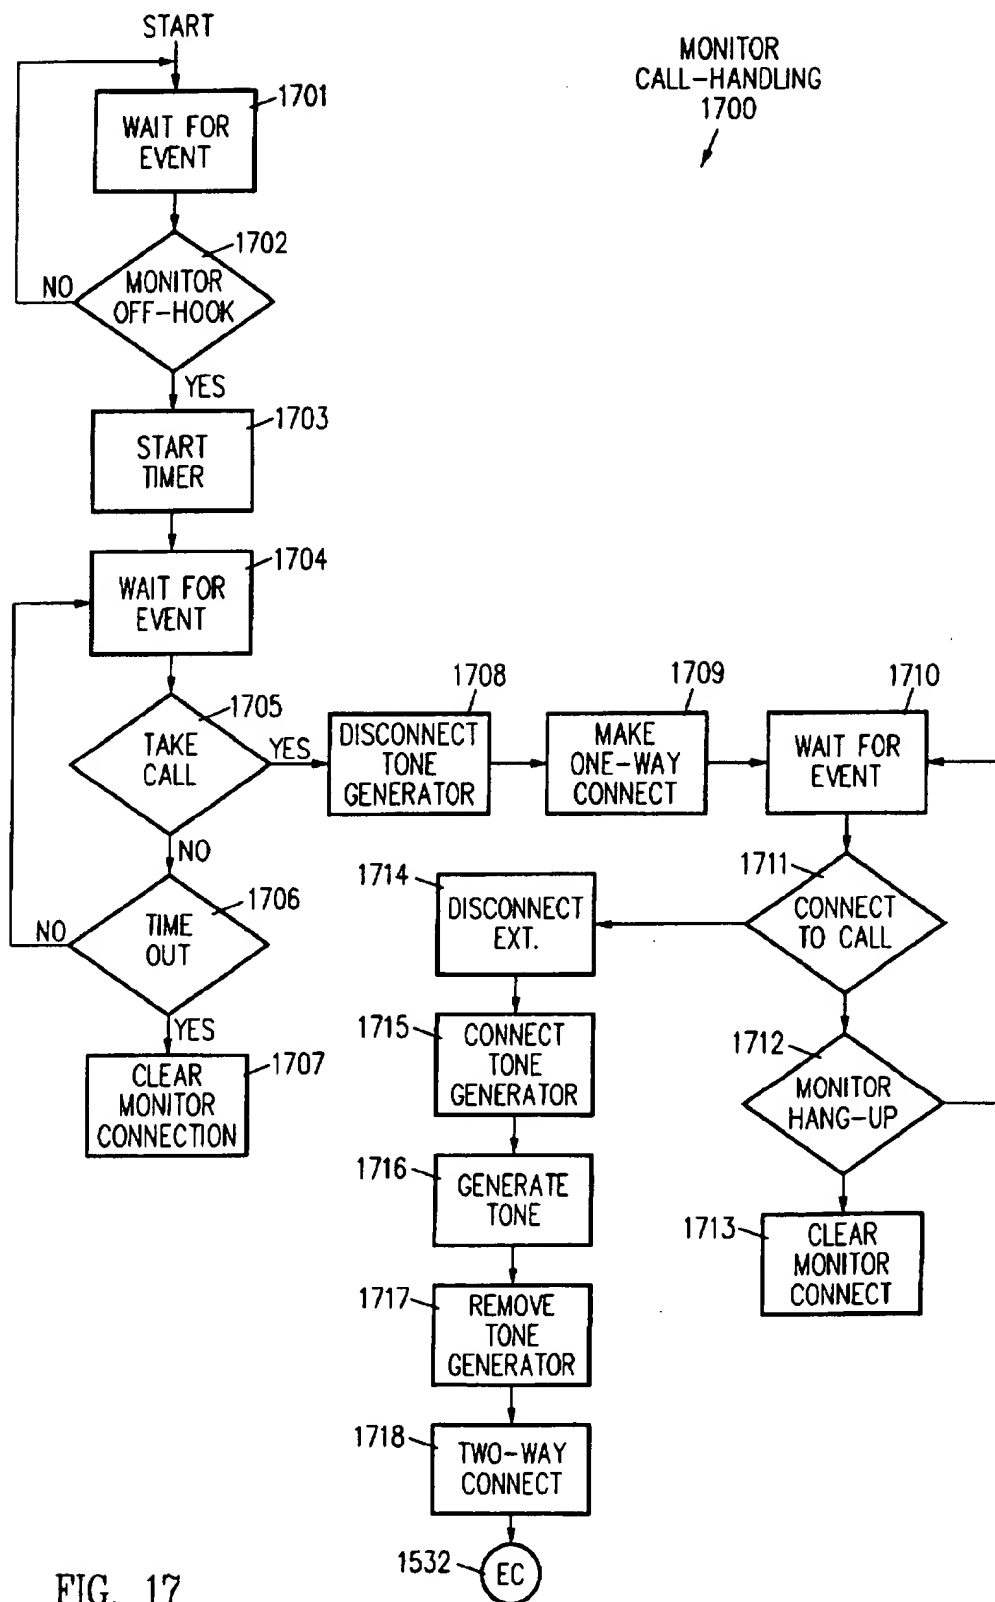 START
MONITOR
CALL-HANDLING
1700
1701
WAIT FOR
EVENT
1702
MONITOR
OFF-HOOK
NO
YES
1703
START
TIMER
1704
WAIT FOR
EVENT
1705
TAKE
CALL
YES
NO
1706
TIME
OUT
NO
YES
1707
CLEAR
MONITOR
CONNECTION
1708
DISCONNECT
TONE
GENERATOR
1709
MAKE
ONE-WAY
CONNECT
1710
WAIT FOR
EVENT
1711
CONNECT
TO CALL
1712
MONITOR
HANG-UP
1713
CLEAR
MONITOR
CONNECT
1714
DISCONNECT
EXT.
1715
CONNECT
TONE
GENERATOR
1716
GENERATE
TONE
1717
REMOVE
TONE
GENERATOR
1718
TWO-WAY
CONNECT
1532
EC
FIG. 17